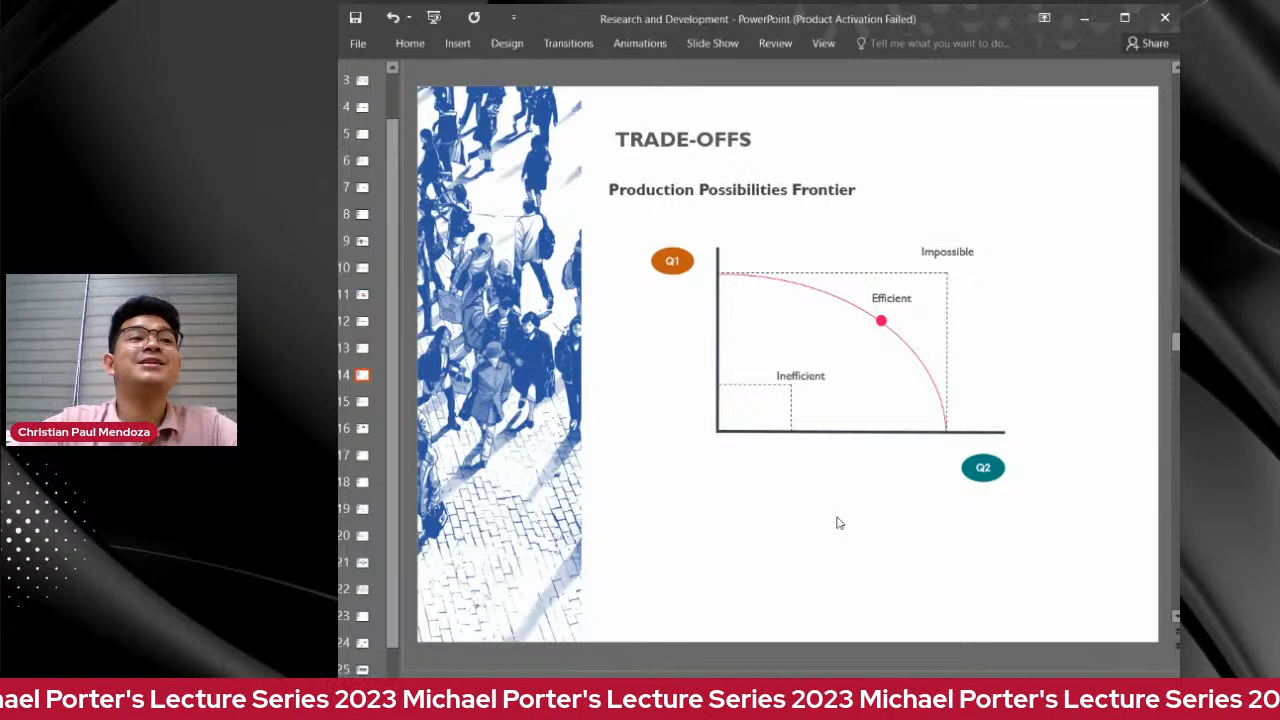 Research and Development - PowerPoint (Product Activation Failed)
File Home Insert Design Transitions Animations Slide Show Review View Tell me what you want to do... Share
3
4
5
6
7
8
9
10
11
12
13
14
15
16
17
18
19
20
21
22
23
24
25
TRADE-OFFS
Production Possibilities Frontier
Q1
Impossible
Efficient
Inefficient
Q2
Christian Paul Mendoza
ael Porter's Lecture Series 2023 Michael Porter's Lecture Series 2023 Michael Porter's Lecture Series 20